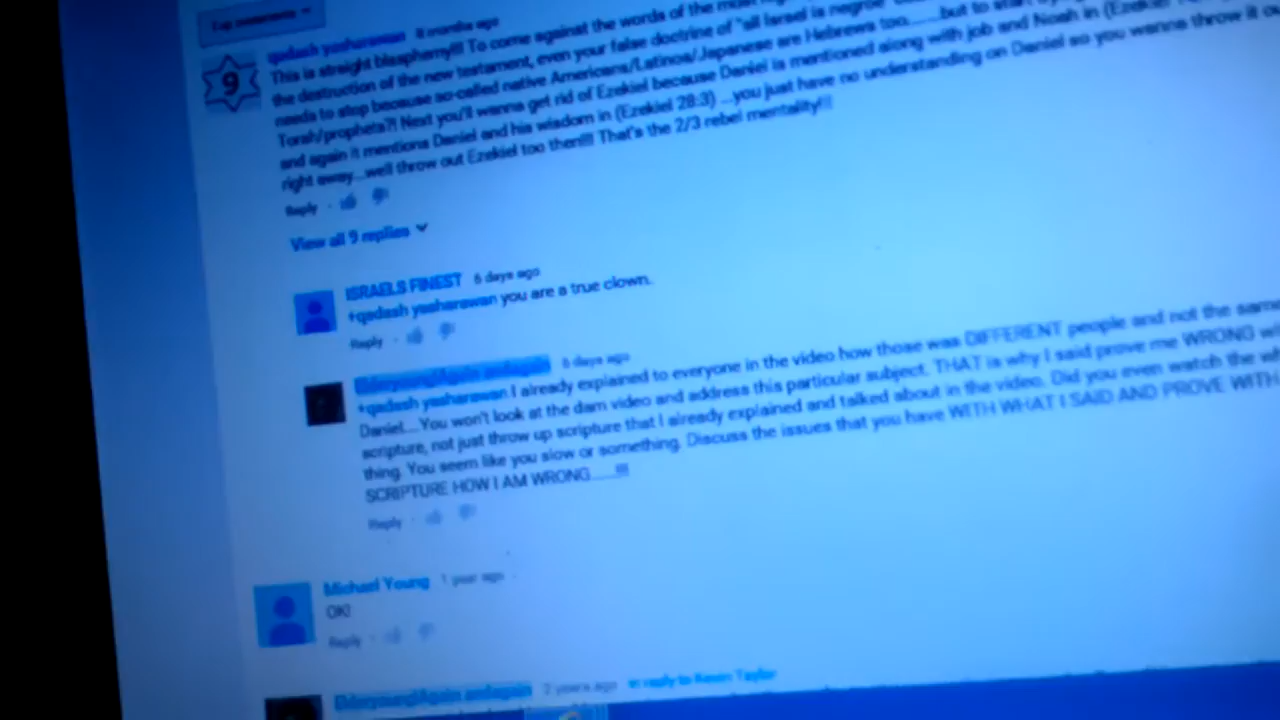 Top comments
qadash yasharawan 8 months ago
This is straight blasphamy!!! To come against the words of the most
the destruction of the new testament, even your false doctrine of "all Israel is negroe"
needs to stop because so-called native Americans/Latinos/Japanese are Hebrews too........but to start
Torah/prophets?! Next you'll wanna get rid of Ezekiel because Daniel is mentioned along with job and Noah in (Ezekiel
and again it mentions Daniel and his wisdom in (Ezekiel 28:3) ...you just have no understanding on Daniel so you wanna throw it
right away...well throw out Ezekiel too then!!! That's the 2/3 rebel mentality!!!
9
Reply
View all 9 replies
ISRAELS FINEST 6 days ago
+qadash yasharawan you are a true clown.
Reply
6 days ago
+qadash yasharawan I already explained to everyone in the video how those was DIFFERENT people and not the same
Daniel....You won't look at the dam video and address this particular subject. THAT is why I said prove me WRONG
scripture, not just throw up scripture that I already explained and talked about in the video. Did you even watch the
thing. You seem like you slow or something. Discuss the issues that you have WITH WHAT I SAID AND PROVE WITH
SCRIPTURE HOW I AM WRONG.......!!!
Reply
Michael Young 1 year ago
OK!
Reply
2 years ago in reply to Kevin Taylor